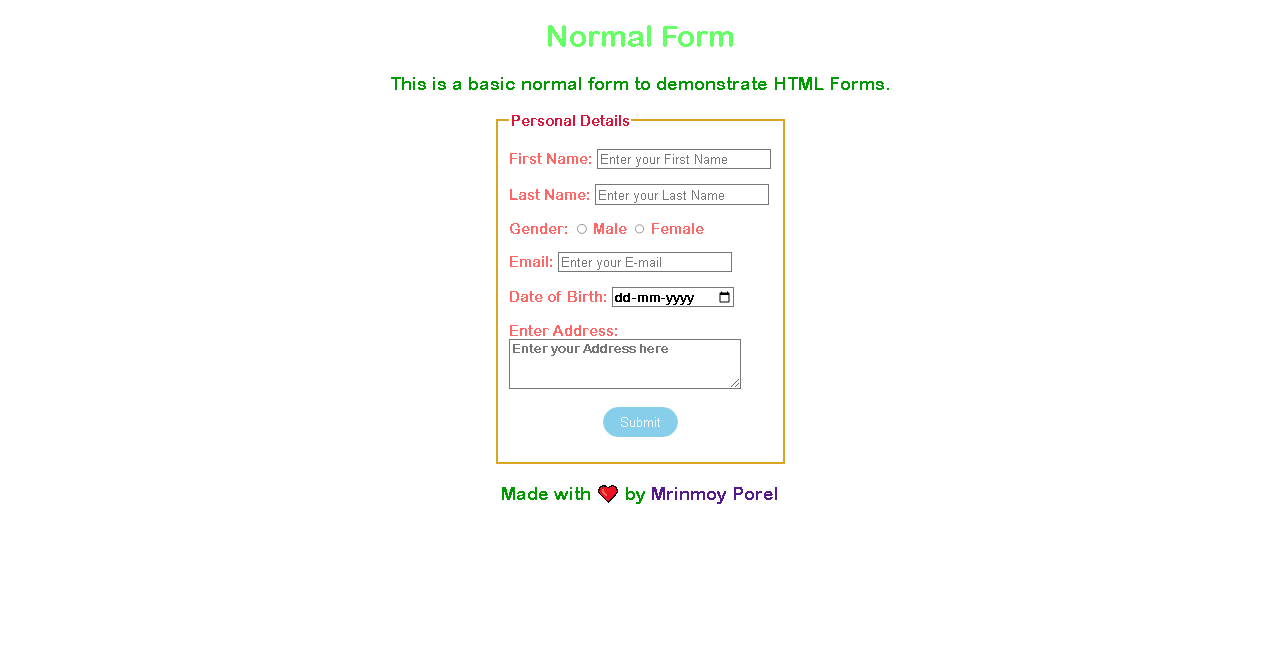 Normal Form
This is a basic normal form to demonstrate HTML Forms.
Personal Details
First Name: Enter your First Name
Last Name: Enter your Last Name
Gender: Male Female
Email: Enter your E-mail
Date of Birth: dd-mm-yyyy
Enter Address:
Enter your Address here
Submit
Made with ❤ by Mrinmoy Porel